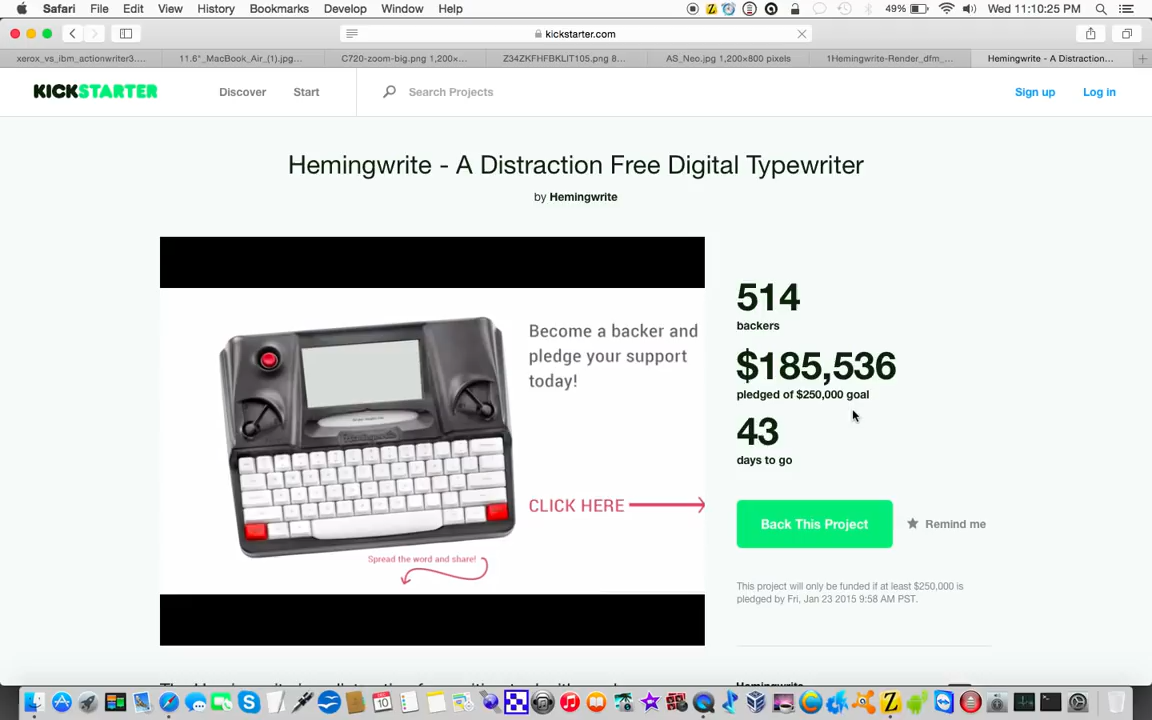 Safari File Edit View History Bookmarks Develop Window Help
49% Wed 11:10:25 PM
kickstarter.com
xerox_vs_ibm_actionwriter3.... 11.6"_MacBook_Air_(1).jpg... C720-zoom-big.png 1,200×... Z34ZKFHFBKLIT105.png 8... AS_Neo.jpg 1,200×800 pixels 1Hemingwrite-Render_dfm_... Hemingwrite - A Distraction...
KICKSTARTER Discover Start Search Projects Sign up Log in
Hemingwrite - A Distraction Free Digital Typewriter
by Hemingwrite
Become a backer and
pledge your support
today!
CLICK HERE
Spread the word and share!
514
backers
$185,536
pledged of $250,000 goal
43
days to go
Back This Project Remind me
This project will only be funded if at least $250,000 is
pledged by Fri, Jan 23 2015 9:58 AM PST.